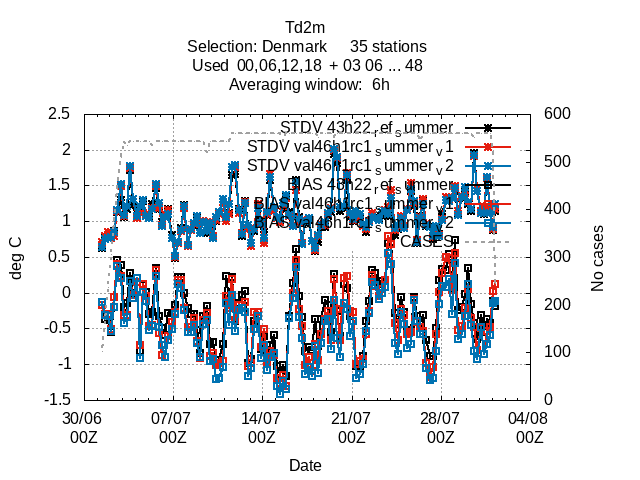 Td2m
Selection: Denmark 35 stations
Used 00,06,12,18 + 03 06 ... 48
Averaging window: 6h
STDV 43h22_ref_summer
STDV val46h1rc1_summer_v1
STDV val46h1rc1_summer_v2
BIAS 43h22_ref_summer
BIAS val46h1rc1_summer_v1
BIAS val46h1rc1_summer_v2
CASES
2.5
2
1.5
1
0.5
0
-0.5
-1
-1.5
deg C
600
500
400
300
200
100
0
No cases
30/06 07/07 14/07 21/07 28/07 04/08
00Z 00Z 00Z 00Z 00Z 00Z
Date